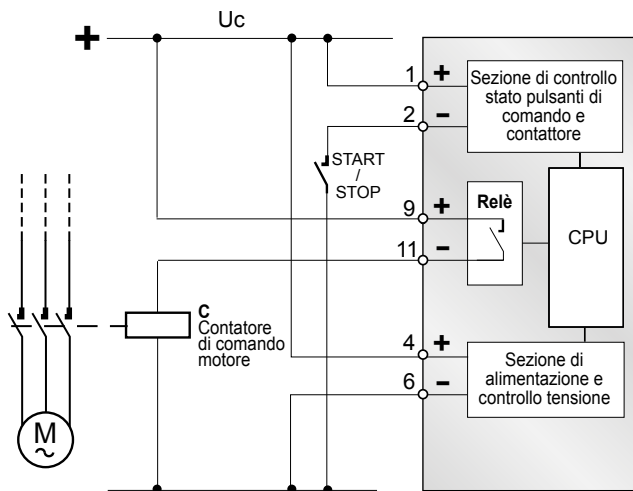 +
Uc
1 +
Sezione di controllo
stato pulsanti di
comando e
contattore
2 −
START
/
STOP
9 +
Relè
CPU
11 −
C
Contatore
di comando
motore
4 +
Sezione di
alimentazione e
controllo tensione
6 −
M
~